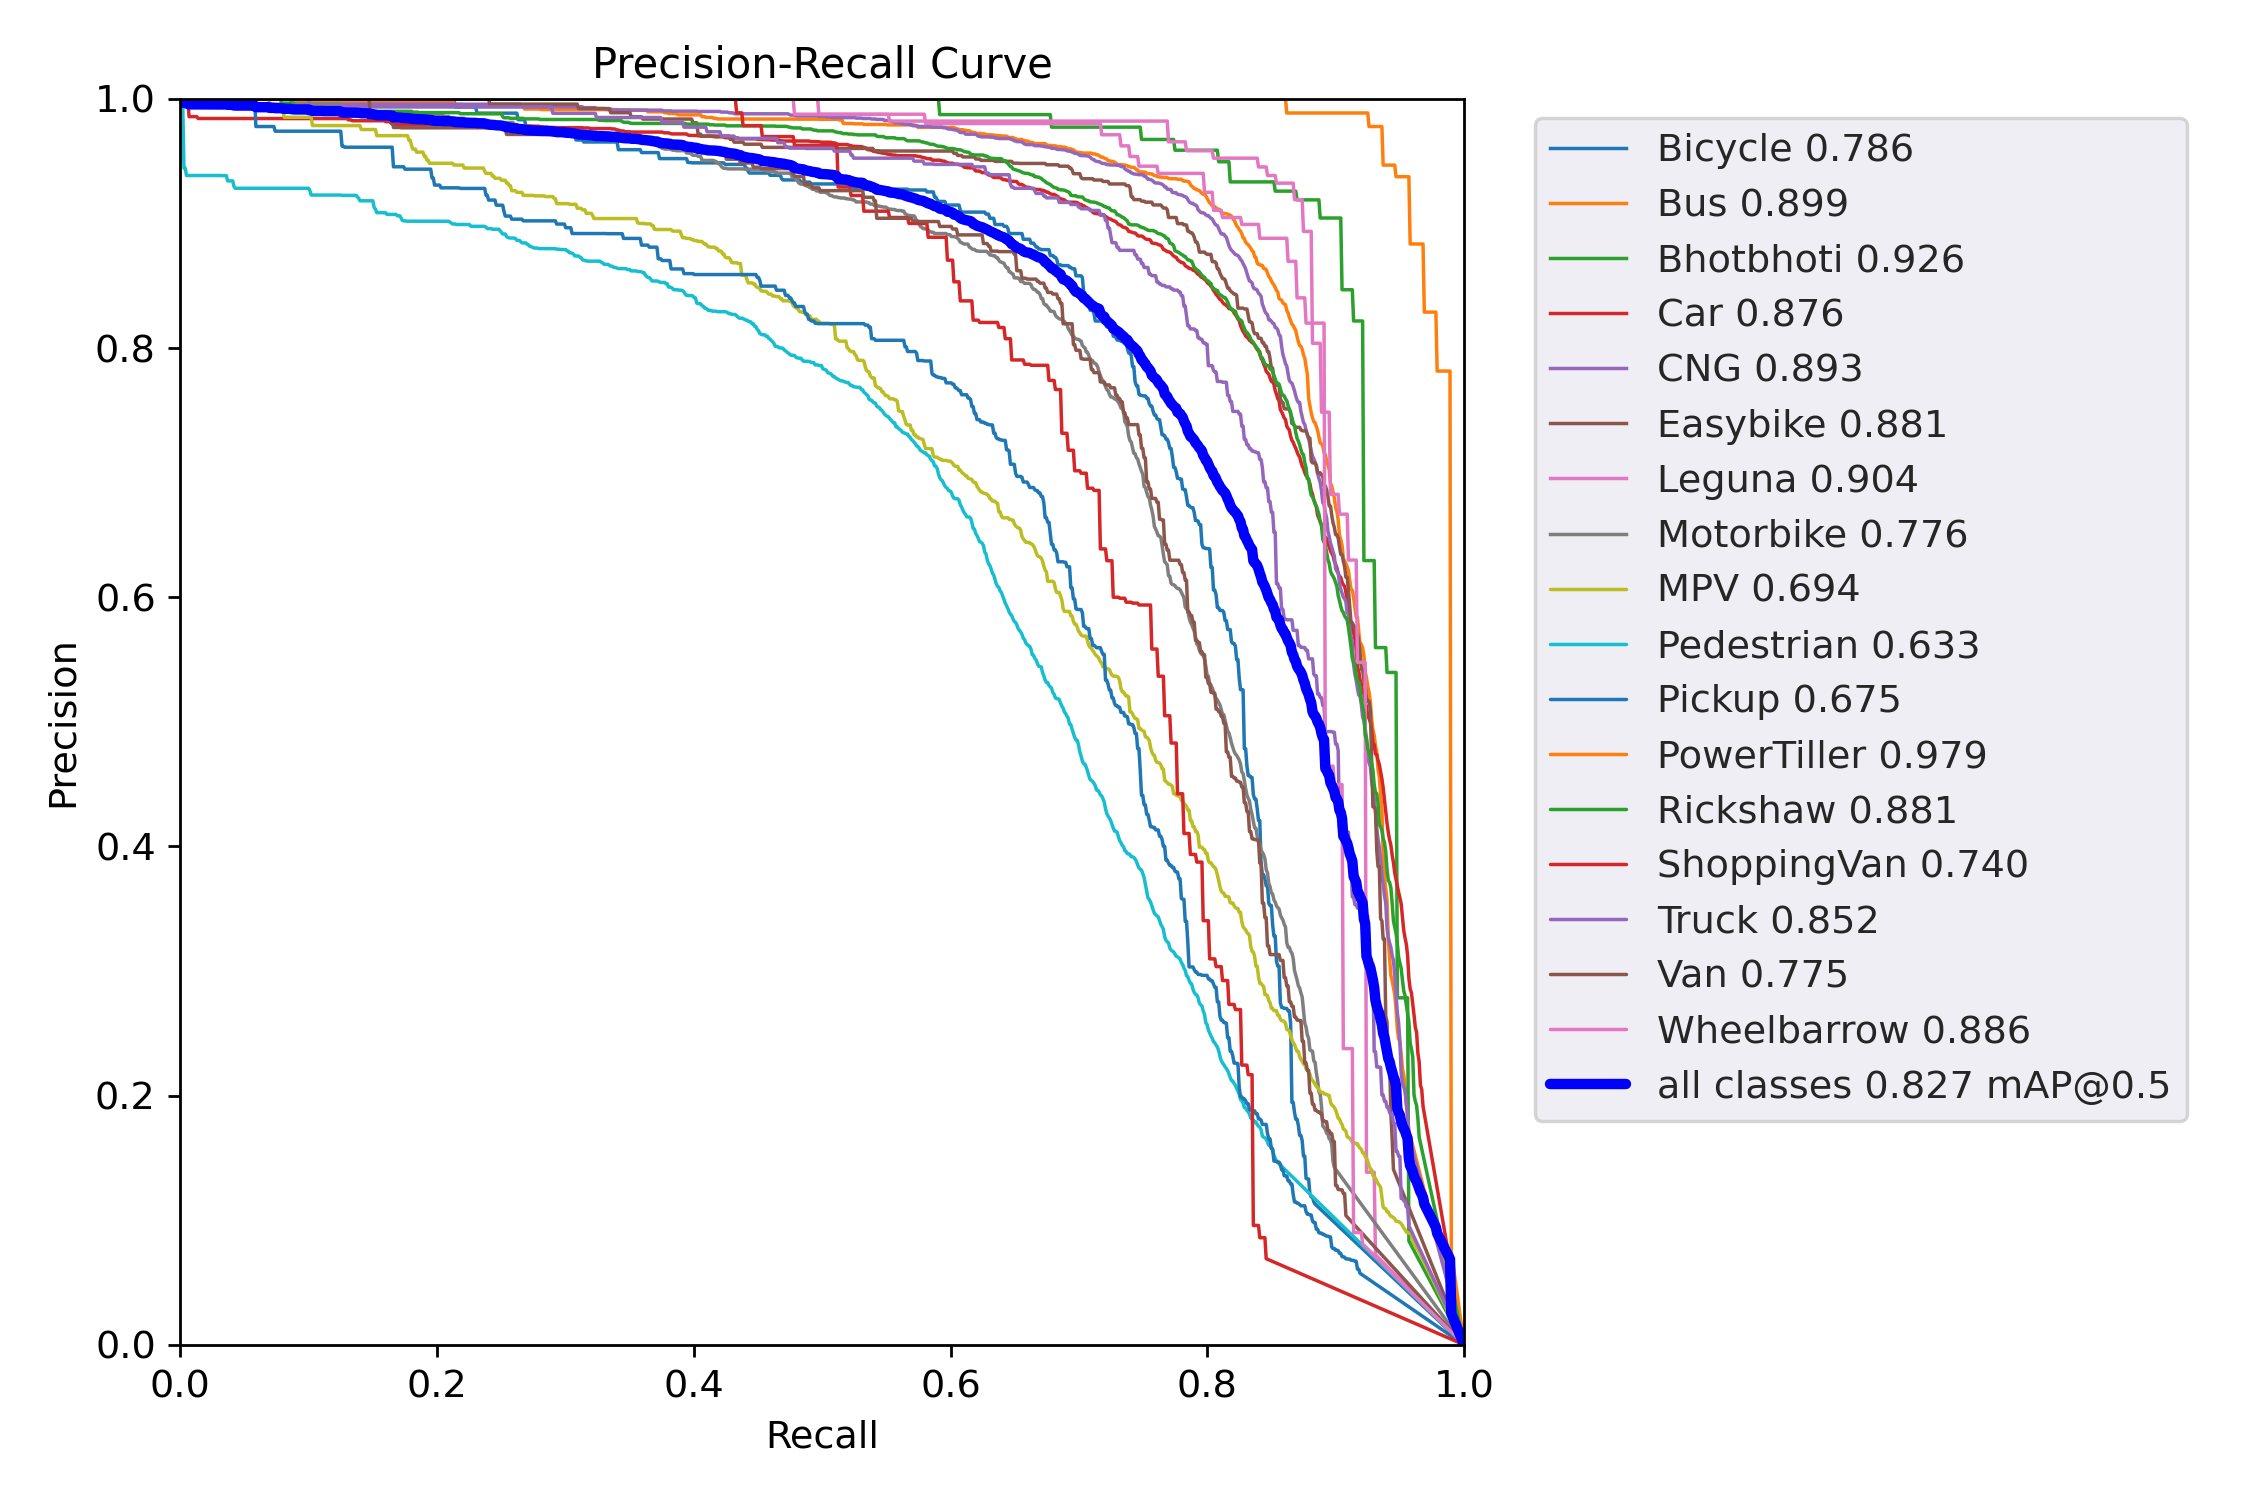 Precision-Recall Curve
1.0
0.8
0.6
0.4
0.2
0.0
Precision
0.0 0.2 0.4 0.6 0.8 1.0
Recall
Bicycle 0.786
Bus 0.899
Bhotbhoti 0.926
Car 0.876
CNG 0.893
Easybike 0.881
Leguna 0.904
Motorbike 0.776
MPV 0.694
Pedestrian 0.633
Pickup 0.675
PowerTiller 0.979
Rickshaw 0.881
ShoppingVan 0.740
Truck 0.852
Van 0.775
Wheelbarrow 0.886
all classes 0.827 mAP@0.5